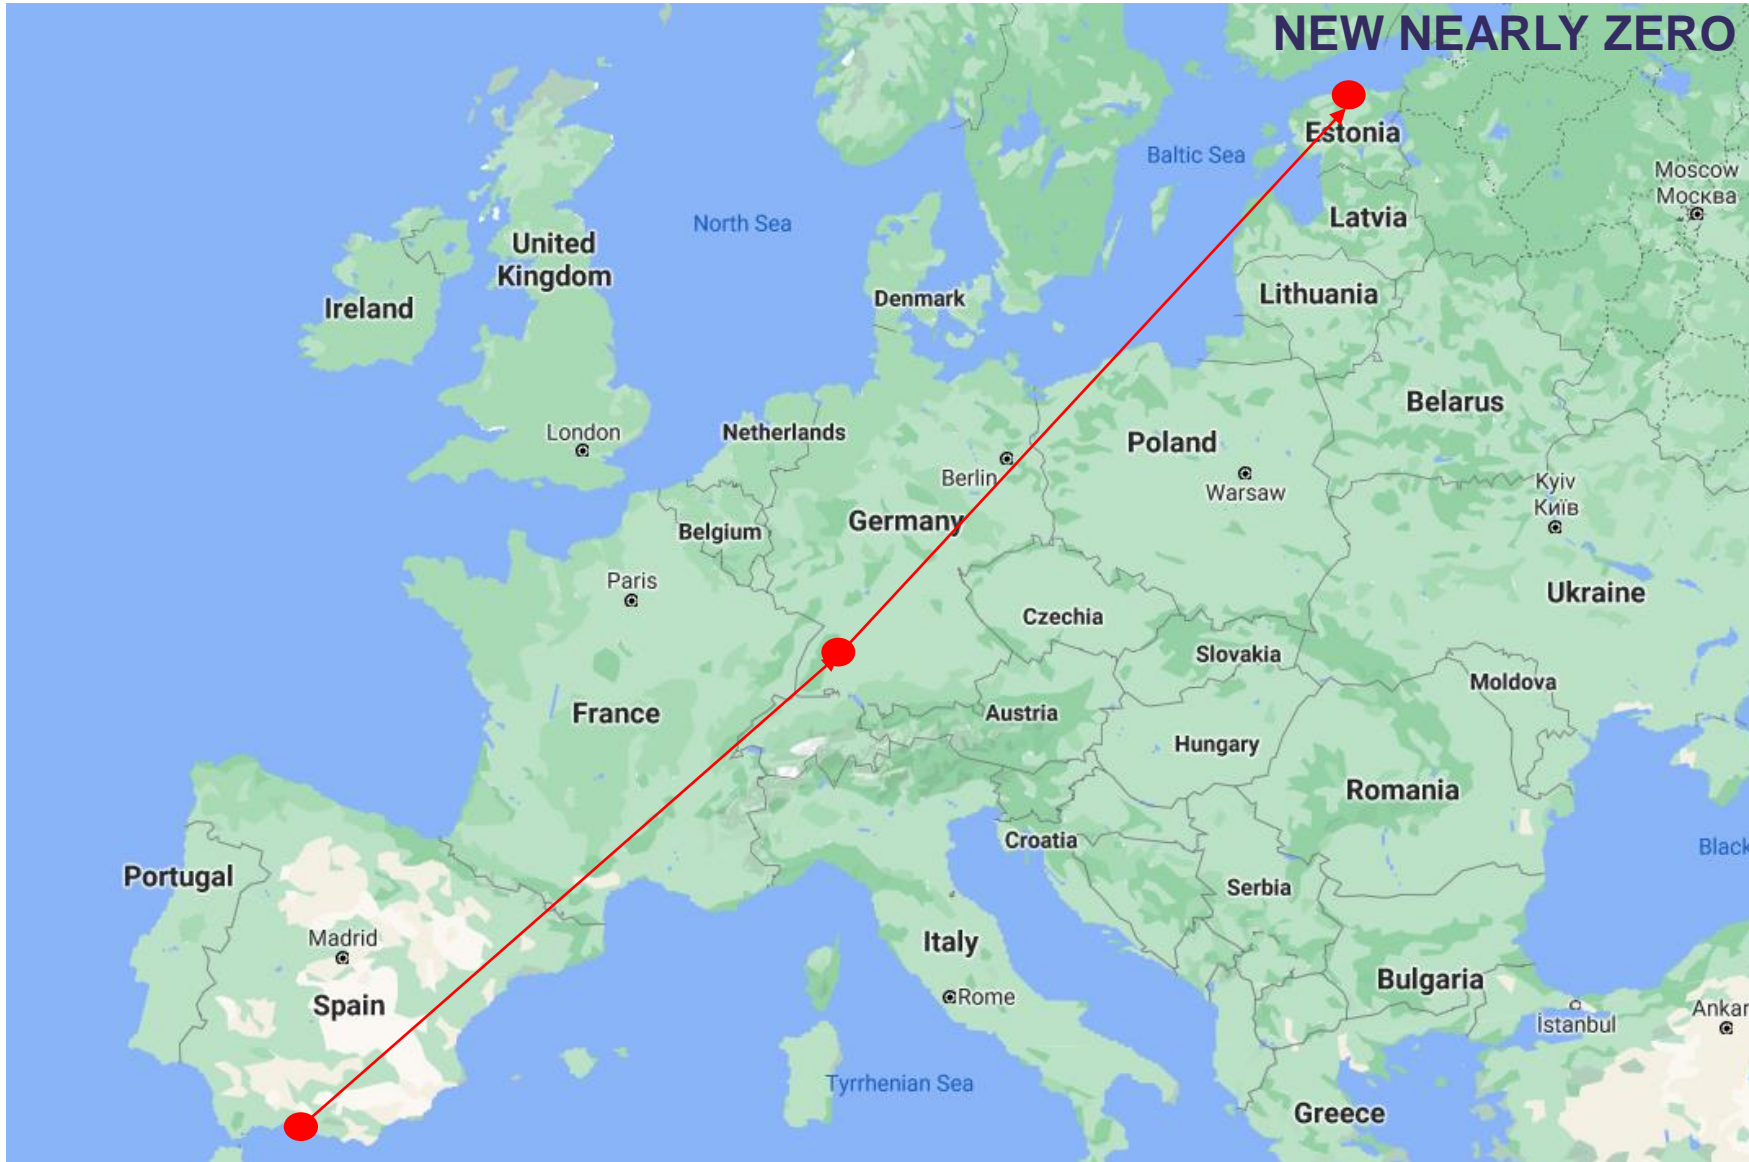 NEW NEARLY ZERO
Estonia
Baltic Sea
Moscow
Москва
North Sea
Latvia
United
Kingdom
Ireland
Denmark
Lithuania
Belarus
London
Netherlands
Poland
Berlin
Warsaw
Kyiv
Київ
Germany
Belgium
Paris
Ukraine
Czechia
Slovakia
Moldova
France
Austria
Hungary
Romania
Croatia
Black
Portugal
Serbia
Madrid
Italy
Bulgaria
Spain
Rome
Ankar
İstanbul
Tyrrhenian Sea
Greece